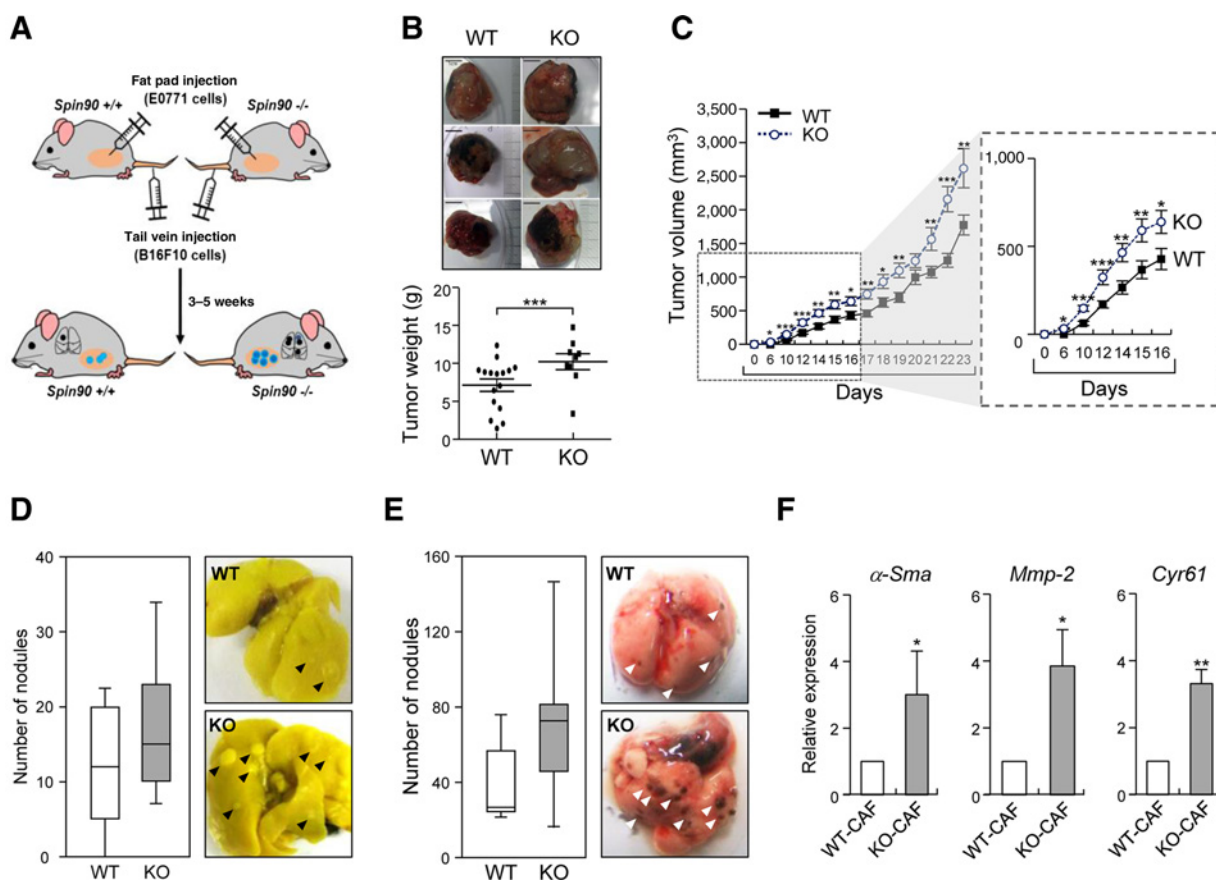 A
Fat pad injection
(E0771 cells)
Spin90 +/+
Spin90 -/-
Tail vein injection
(B16F10 cells)
3–5 weeks
Spin90 +/+
Spin90 -/-
B
WT KO
Tumor weight (g)
20
15
10
5
0
***
WT KO
C
Tumor volume (mm³)
3,500
3,000
2,500
2,000
1,500
1,000
500
0
WT
KO
* *** *** ** ** * ** * ** ** *** **
0 6 10 12 14 15 16 17 18 19 20 21 22 23
Days
1,000
500
0
* *** *** ** ** *
KO
WT
0 6 10 12 14 15 16
Days
D
Number of nodules
40
30
20
10
0
WT KO
WT
KO
E
Number of nodules
160
120
80
40
0
WT KO
WT
KO
F
Relative expression
α-Sma
6
4
2
0
*
WT-CAF
KO-CAF
Mmp-2
6
4
2
0
*
WT-CAF
KO-CAF
Cyr61
6
4
2
0
**
WT-CAF
KO-CAF